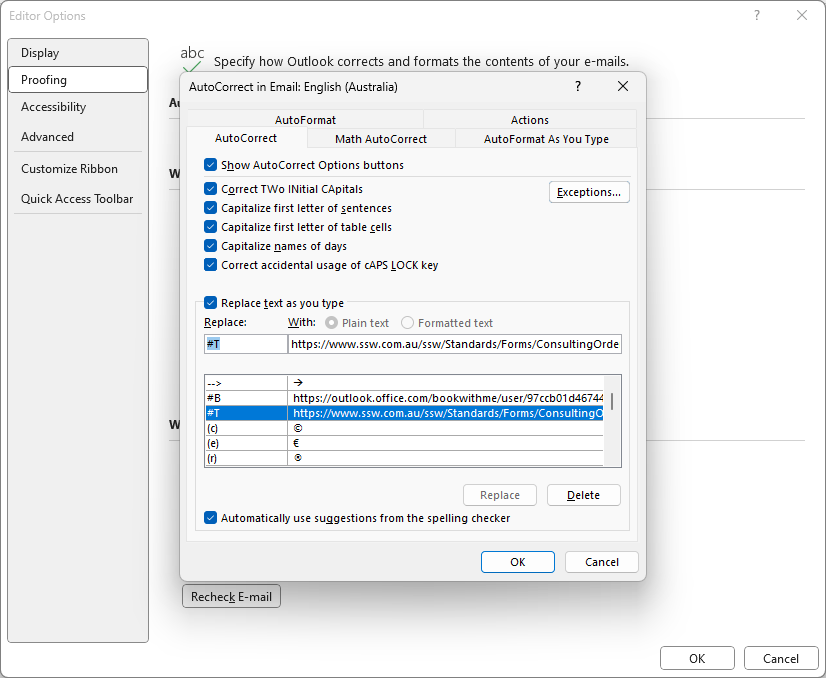 Editor Options
Display
Proofing
Accessibility
Advanced
Customize Ribbon
Quick Access Toolbar
abc
Specify how Outlook corrects and formats the contents of your e-mails.
AutoCorrect in Email: English (Australia)
AutoFormat
Actions
AutoCorrect
Math AutoCorrect
AutoFormat As You Type
Show AutoCorrect Options buttons
Correct TWo INitial CApitals
Exceptions...
Capitalize first letter of sentences
Capitalize first letter of table cells
Capitalize names of days
Correct accidental usage of cAPS LOCK key
Replace text as you type
Replace: With: Plain text Formatted text
#T https://www.ssw.com.au/ssw/Standards/Forms/ConsultingOrde
--> →
#B https://outlook.office.com/bookwithme/user/97ccb01d46744
#T https://www.ssw.com.au/ssw/Standards/Forms/ConsultingO
(c) ©
(e) €
(r) ®
Replace Delete
Automatically use suggestions from the spelling checker
OK Cancel
Recheck E-mail
OK Cancel